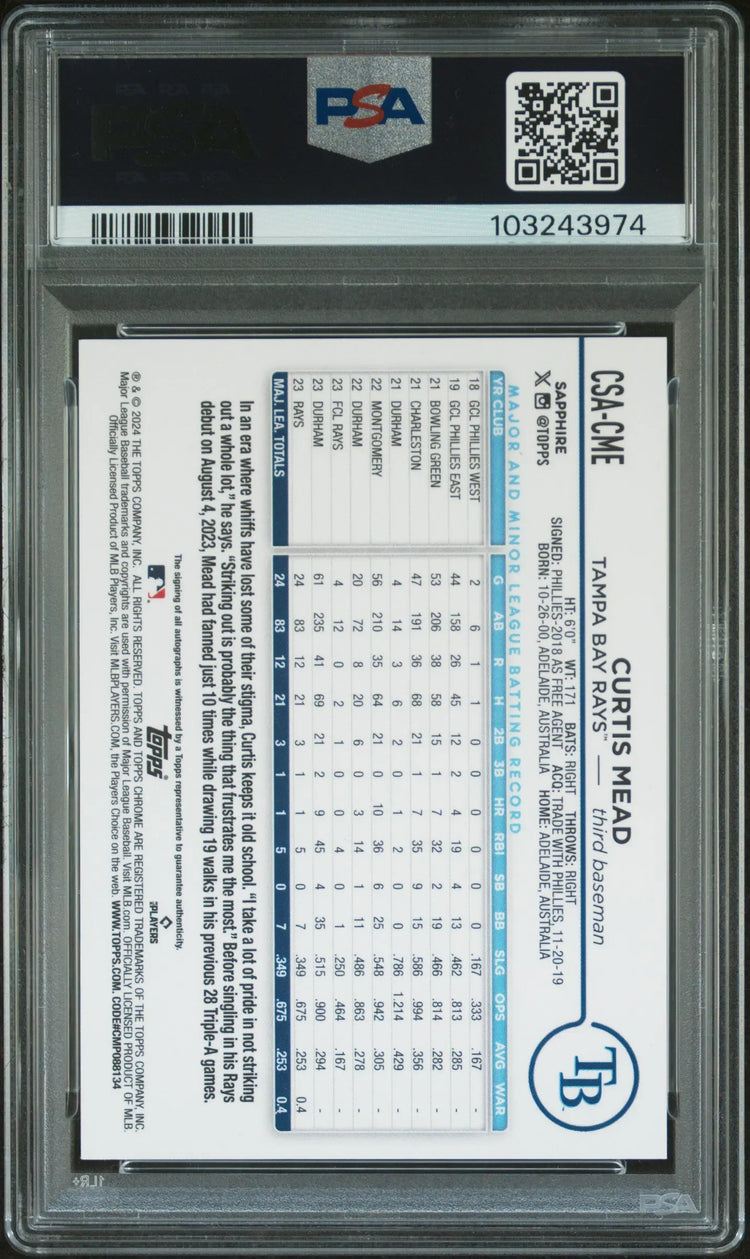 PSA
103243974
CSA-CME
CURTIS MEAD
TAMPA BAY RAYS™ — third baseman
TB
SAPPHIRE
X @TOPPS
HT: 6'0" WT: 171 BATS: RIGHT THROWS: RIGHT
SIGNED: PHILLIES-2018 AS FREE AGENT ACQ: TRADE WITH PHILLIES, 11-20-19
BORN: 10-26-00, ADELAIDE, AUSTRALIA HOME: ADELAIDE, AUSTRALIA
MAJOR AND MINOR LEAGUE BATTING RECORD
YR CLUB G AB R H 2B 3B HR RBI SB BB SLG OPS AVG WAR
18 GCL PHILLIES WEST 2 6 1 1 0 0 0 0 0 0 .167 .333 .167 -
19 GCL PHILLIES EAST 44 158 26 45 12 2 4 19 4 13 .462 .813 .285 -
21 BOWLING GREEN 53 206 38 58 15 1 7 32 2 19 .466 .814 .282 -
21 CHARLESTON 47 191 36 68 21 1 7 35 9 15 .586 .994 .356 -
21 DURHAM 4 14 3 6 2 0 1 2 0 0 .786 1.214 .429 -
22 MONTGOMERY 56 210 35 64 21 0 10 36 6 25 .548 .942 .305 -
22 DURHAM 20 72 8 20 6 0 3 14 1 11 .486 .863 .278 -
23 FCL RAYS 4 12 0 2 1 0 0 4 0 1 .250 .464 .167 -
23 DURHAM 61 235 41 69 21 2 9 45 4 35 .515 .900 .294 -
23 RAYS 24 83 12 21 3 1 1 5 0 7 .349 .675 .253 0.4
MAJ. LEA. TOTALS 24 83 12 21 3 1 1 5 0 7 .349 .675 .253 0.4
In an era where whiffs have lost some of their stigma, Curtis keeps it old school. "I take a lot of pride in not striking
out a whole lot," he says. "Striking out is probably the thing that frustrates me the most." Before singling in his Rays
debut on August 4, 2023, Mead had fanned just 10 times while drawing 19 walks in his previous 28 Triple-A games.
The signing of all autographs is witnessed by a Topps representative to guarantee authenticity.
topps®
PLAYERS
® & © 2024 THE TOPPS COMPANY, INC. ALL RIGHTS RESERVED. TOPPS AND TOPPS CHROME ARE REGISTERED TRADEMARKS OF THE TOPPS COMPANY, INC.
Major League Baseball trademarks and copyrights are used with permission of Major League Baseball. Visit MLB.com. OFFICIALLY LICENSED PRODUCT OF MLB
Officially Licensed Product of MLB Players, Inc. Visit MLBPLAYERS.COM, the Players Choice on the web. WWW.TOPPS.COM. CODE#CMP088134
1LR+
PSA